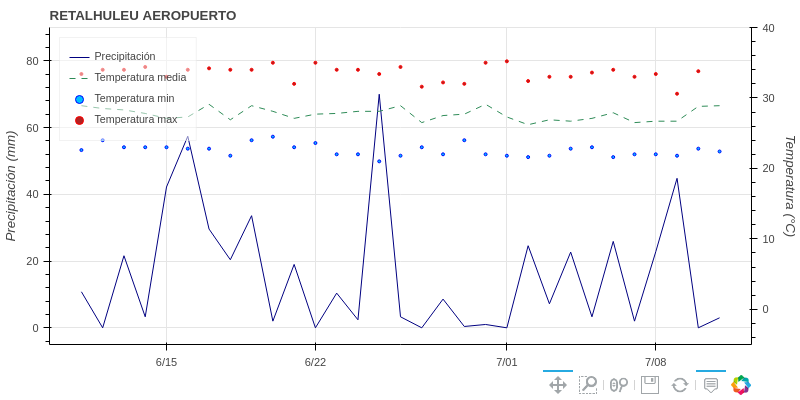 RETALHULEU AEROPUERTO
Precipitación
Temperatura media
Temperatura min
Temperatura max
Precipitación (mm)
80
60
40
20
0
Temperatura (°C)
40
30
20
10
0
6/15
6/22
7/01
7/08